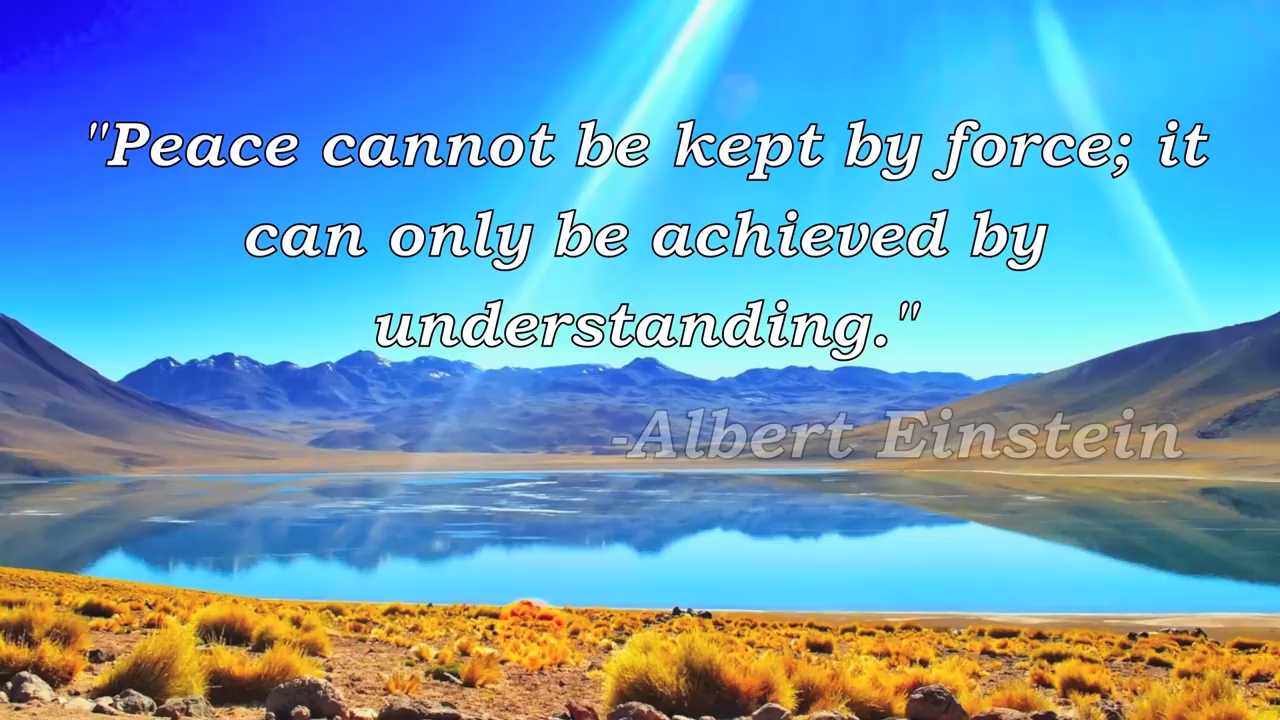 "Peace cannot be kept by force; it
can only be achieved by
understanding."
-Albert Einstein